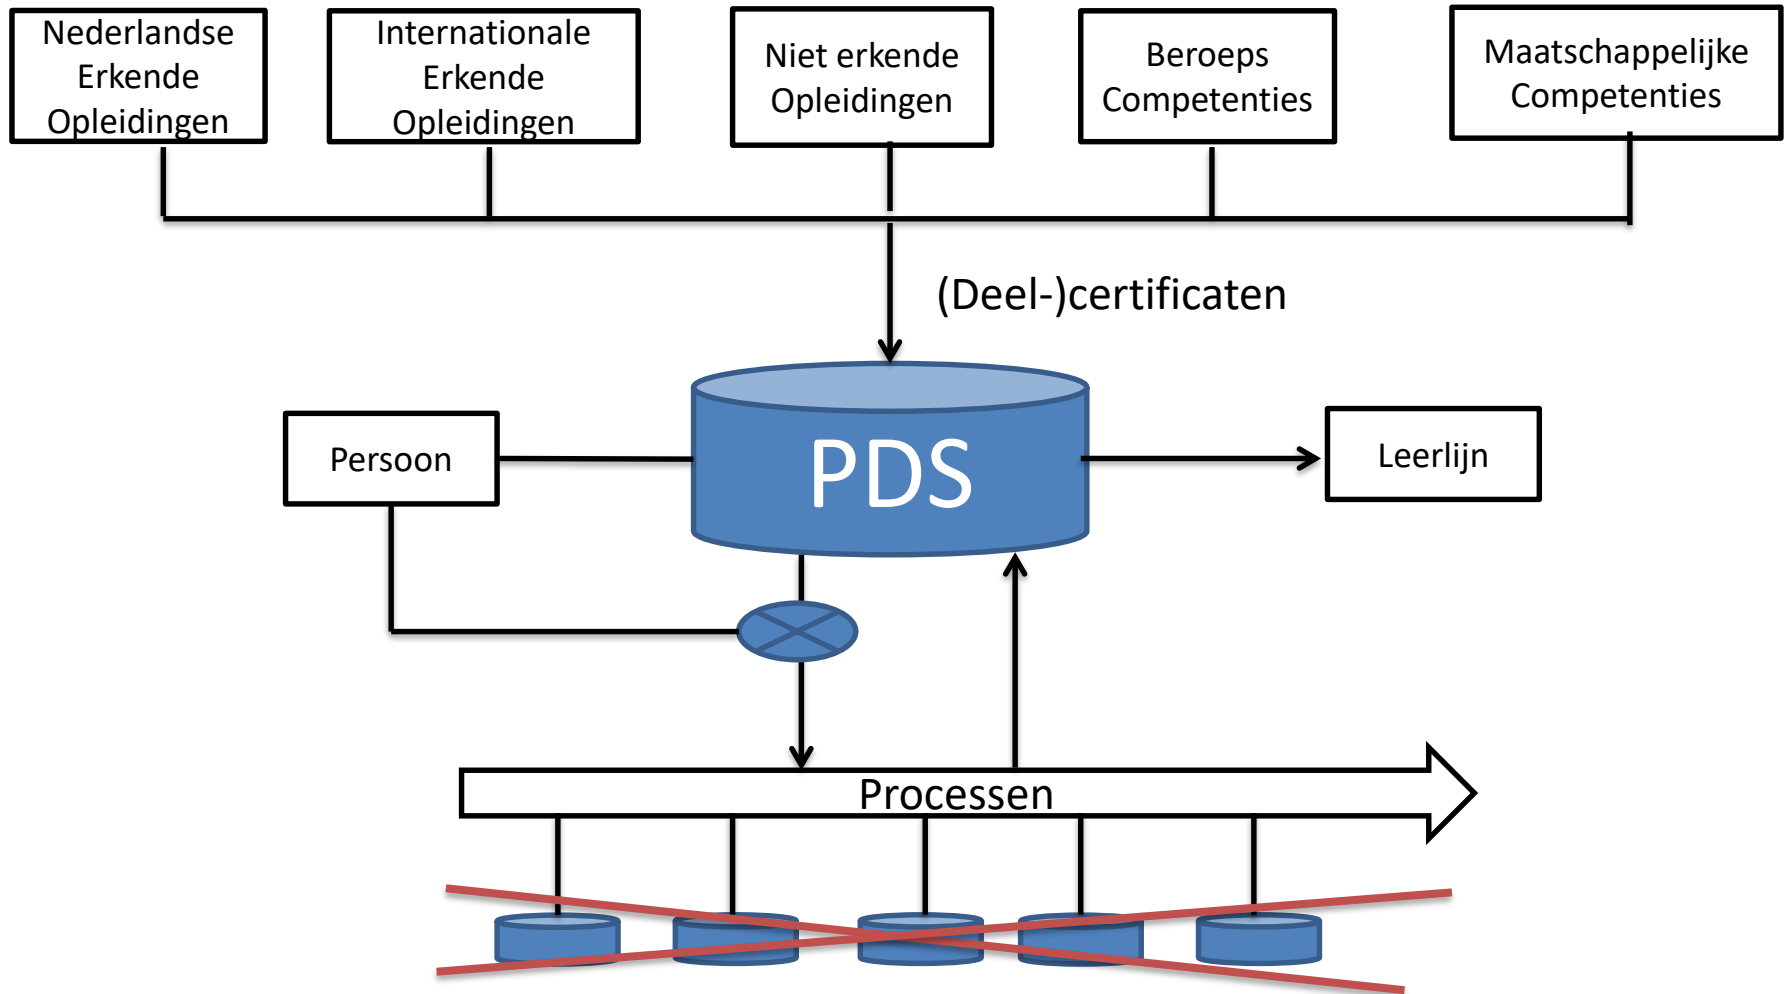 Nederlandse
Erkende
Opleidingen
Internationale
Erkende
Opleidingen
Niet erkende
Opleidingen
Beroeps
Competenties
Maatschappelijke
Competenties
(Deel-)certificaten
Persoon
PDS
Leerlijn
Processen